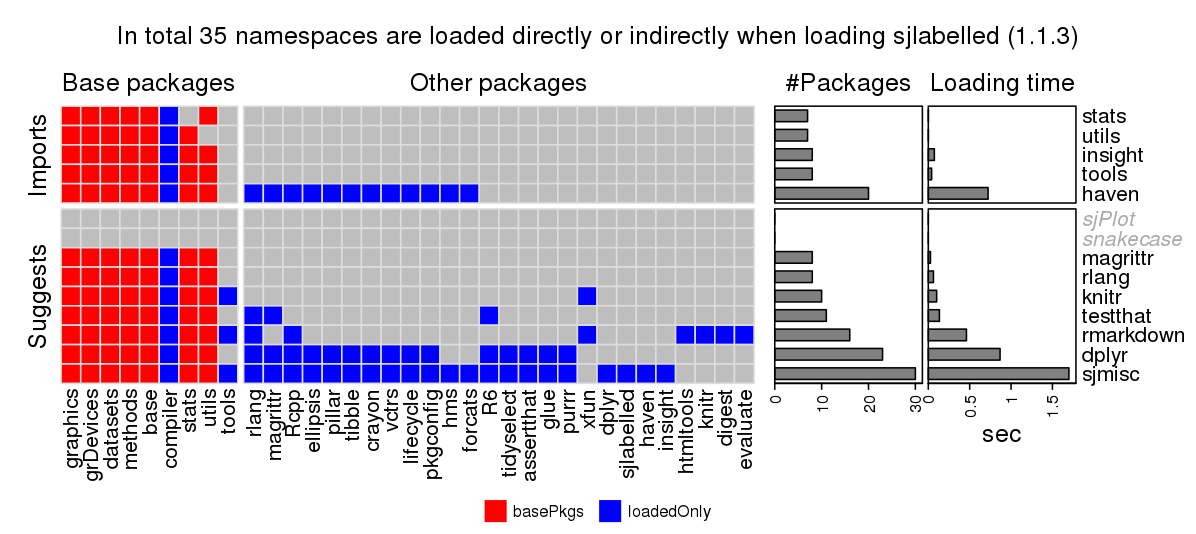 In total 35 namespaces are loaded directly or indirectly when loading sjlabelled (1.1.3)
Base packages
Other packages
#Packages
Loading time
Imports
stats
utils
insight
tools
haven
Suggests
sjPlot
snakecase
magrittr
rlang
knitr
testthat
rmarkdown
dplyr
sjmisc
graphics
grDevices
datasets
methods
base
compiler
stats
utils
tools
rlang
magrittr
Rcpp
ellipsis
pillar
tibble
crayon
vctrs
lifecycle
pkgconfig
hms
forcats
R6
tidyselect
assertthat
glue
purrr
xfun
dplyr
sjlabelled
haven
insight
htmltools
knitr
digest
evaluate
0 10 20 30
0 0.5 1 1.5
sec
basePkgs loadedOnly